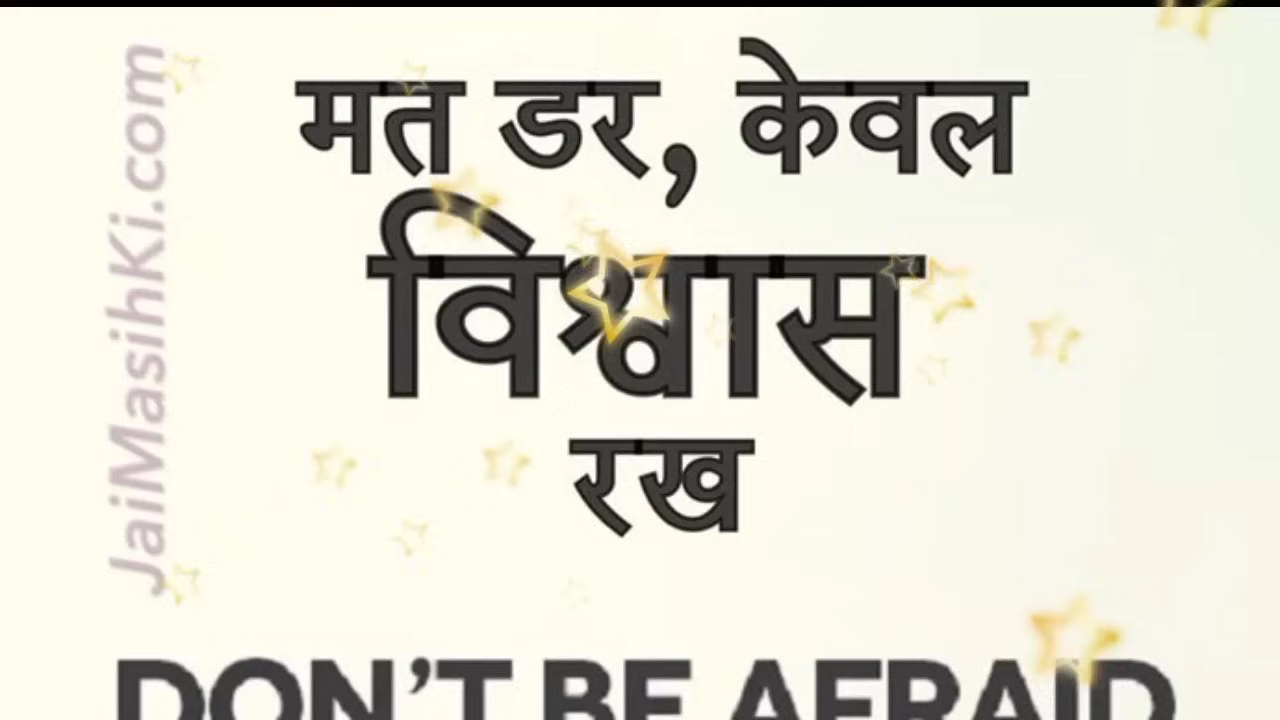 JaiMasihKi.com
मत डर, केवल
विश्वास
रख
DON'T BE AFRAID